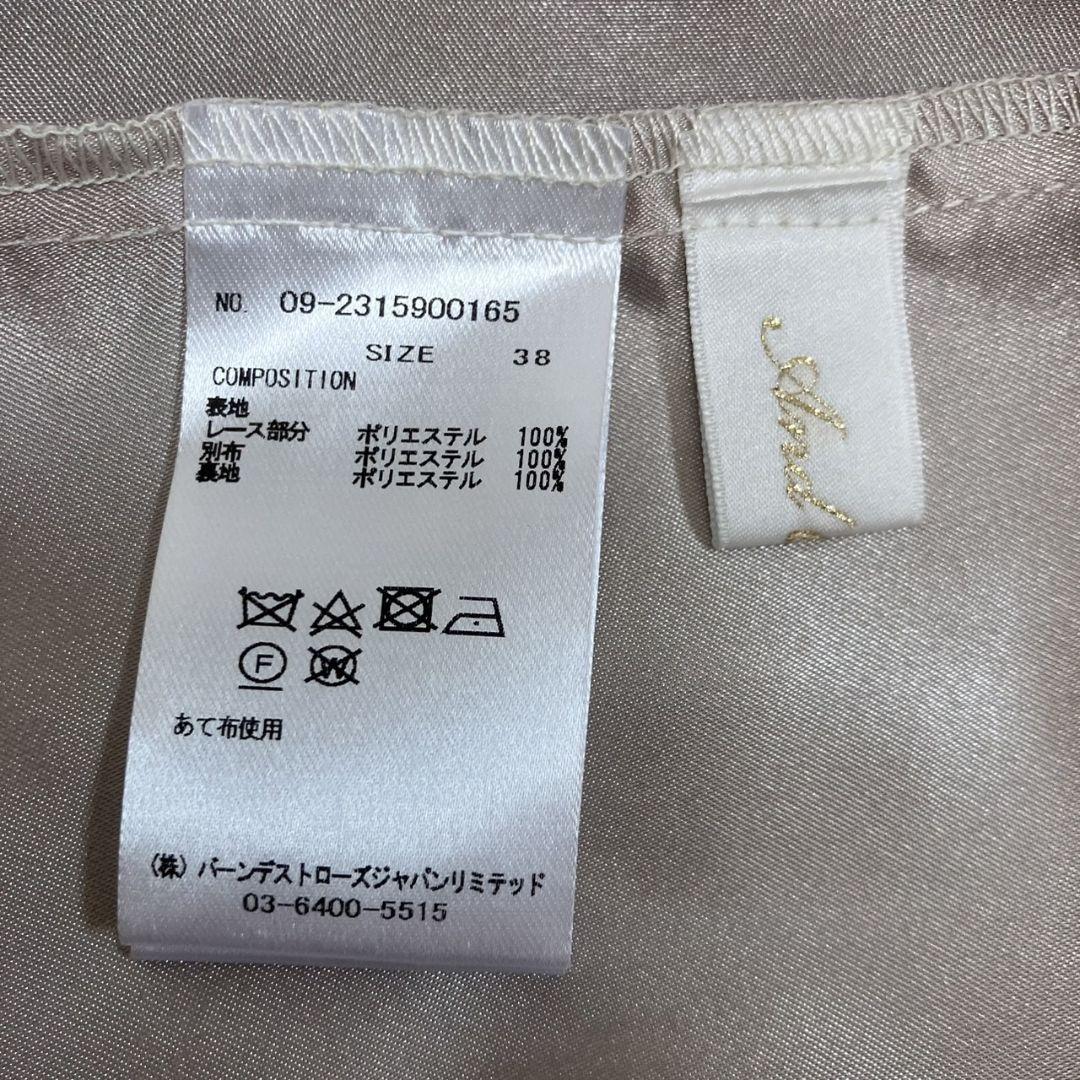 NO. 09-2315900165
SIZE 38
COMPOSITION
表地
レース部分 ポリエステル 100%
別布 ポリエステル 100%
裏地 ポリエステル 100%
F W
あて布使用
(株) バーンデストローズジャパンリミテッド
03-6400-5515
And